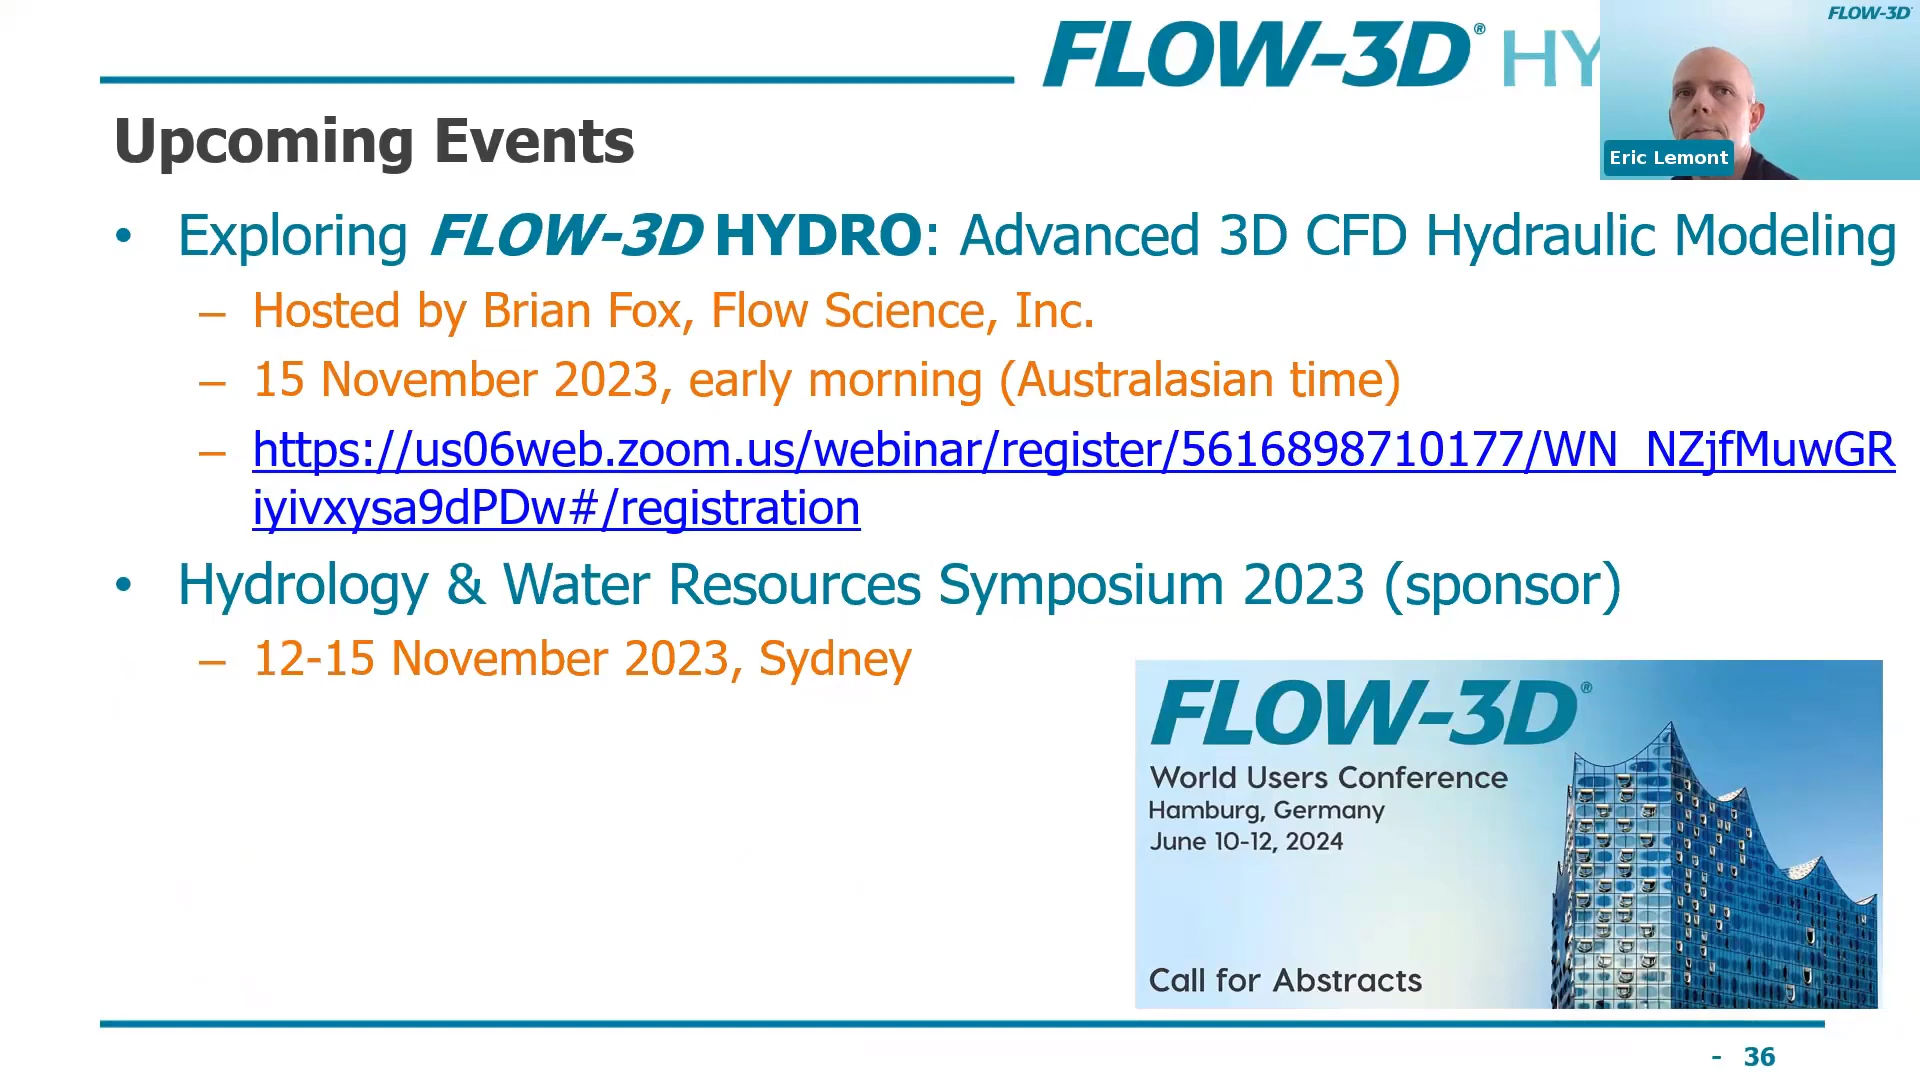 FLOW-3D® HY
FLOW-3D
Eric Lemont
Upcoming Events
• Exploring FLOW-3D HYDRO: Advanced 3D CFD Hydraulic Modeling
– Hosted by Brian Fox, Flow Science, Inc.
– 15 November 2023, early morning (Australasian time)
– https://us06web.zoom.us/webinar/register/5616898710177/WN_NZjfMuwGR
iyivxysa9dPDw#/registration
• Hydrology & Water Resources Symposium 2023 (sponsor)
– 12-15 November 2023, Sydney
FLOW-3D®
World Users Conference
Hamburg, Germany
June 10-12, 2024
Call for Abstracts
- 36